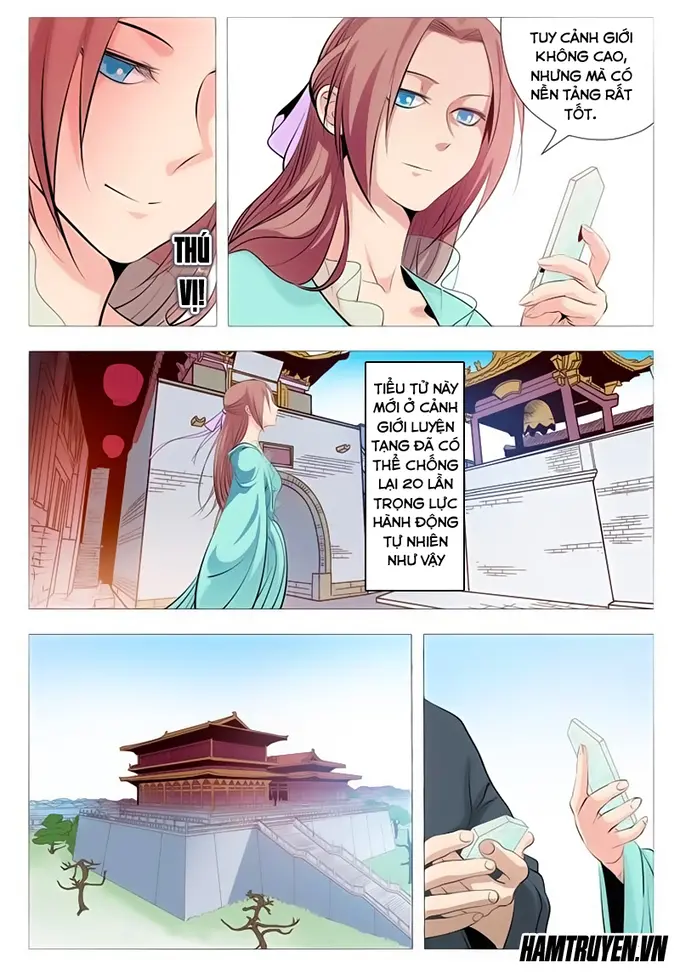 THÚ
VỊ!
TUY CẢNH GIỚI
KHÔNG CAO,
NHƯNG MÀ CÓ
NỀN TẢNG RẤT
TỐT.
TIỂU TỬ NÀY
MỚI Ở CẢNH
GIỚI LUYỆN
TẠNG ĐÃ CÓ
THỂ CHỐNG
LẠI 20 LẦN
TRỌNG LỰC
HÀNH ĐỘNG
TỰ NHIÊN
NHƯ VẬY
HAMTRUYEN.VN